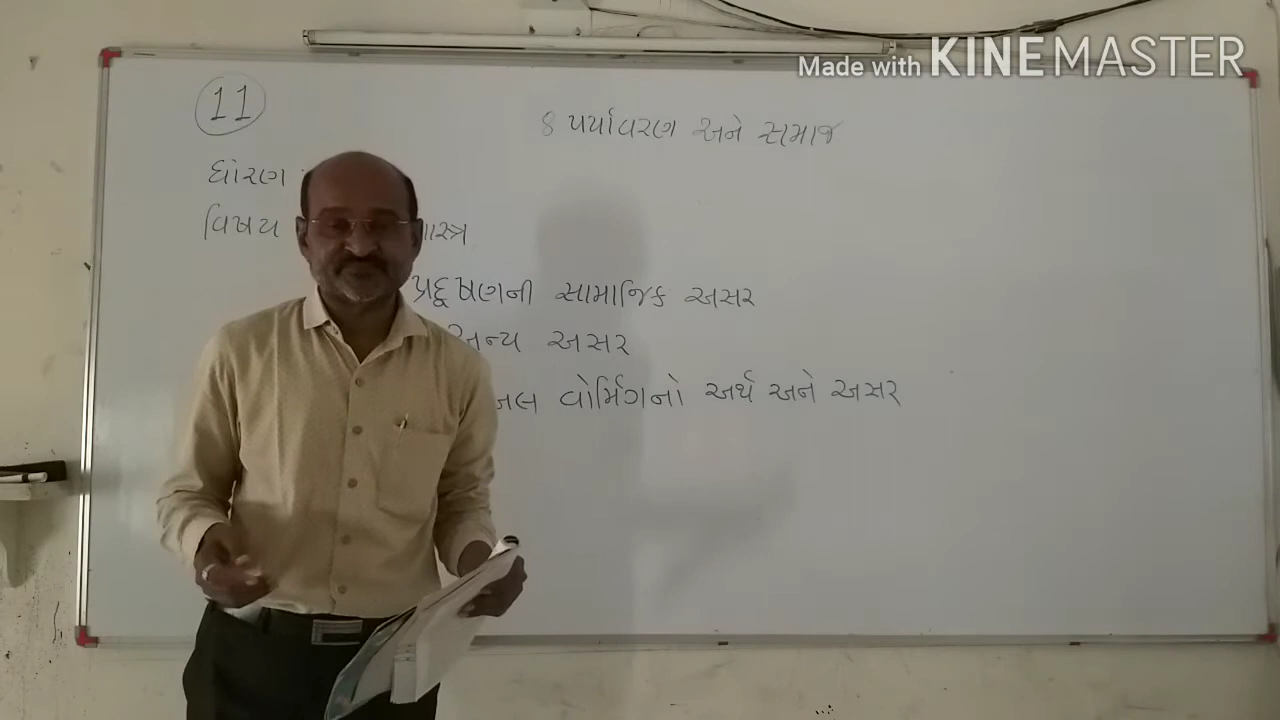 Made with KINEMASTER
11
8 પર્યાવરણ અને સમાજ
ધોરણ
વિષય
પ્રદૂષણની સામાજિક અસર
અન્ય અસર
વોર્મિંગનો અર્થ અને અસર